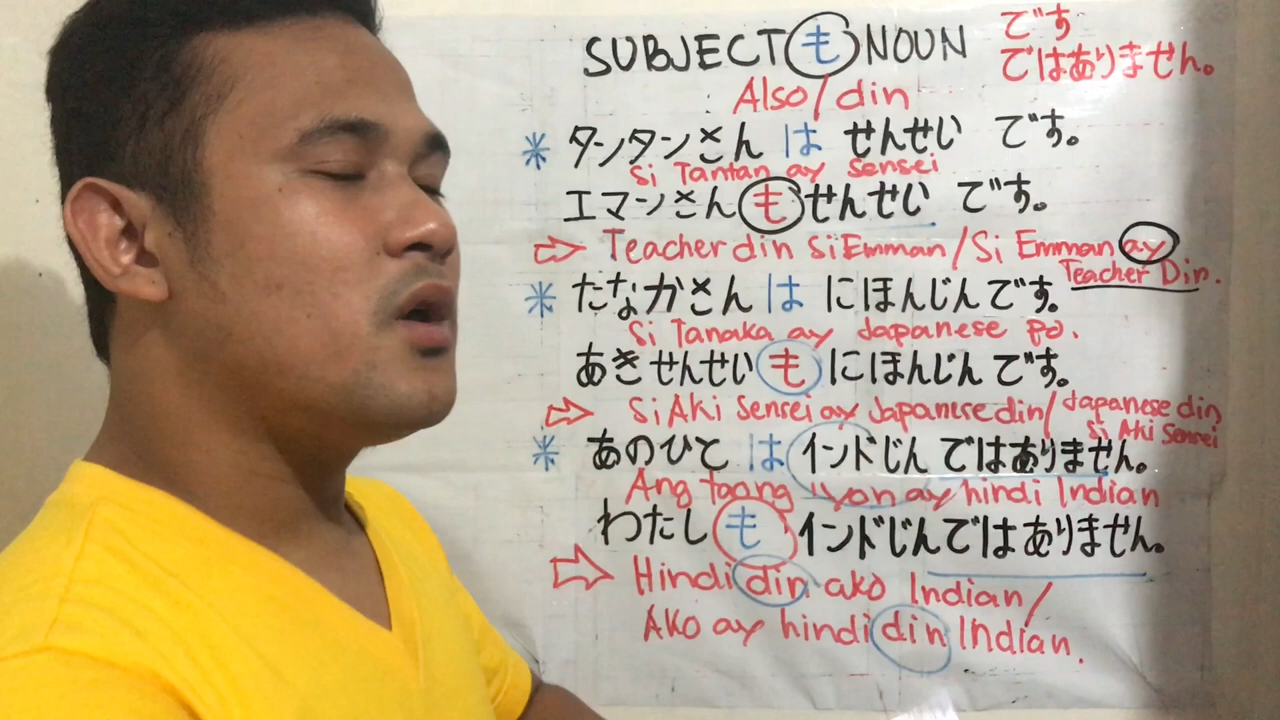 SUBJECT も NOUN です
ではありません。
Also/din
* タンタンさん は せんせい です。
Si Tantan ay Sensei
エマンさん も せんせい です。
⇨ Teacher din Si Emman/Si Emman ay
Teacher Din.
* たなかさん は にほんじんです。
Si Tanaka ay Japanese po.
あきせんせい も にほんじんです。
⇨ Si Aki Sensei ay Japanese din/Japanese din
Si Aki Sensei
* あのひと は インドじん ではありません。
Ang taong iyon ay hindi Indian
わたし も インドじんではありません。
⇨ Hindi din ako Indian/
AKO ay hindi din Indian.